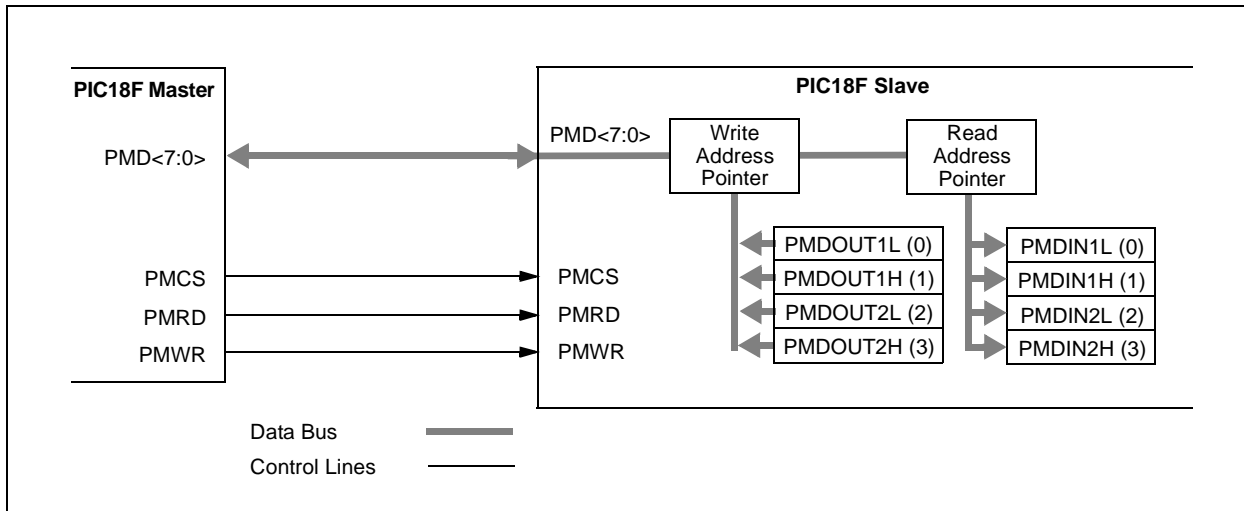 PIC18F Master
PMD<7:0>
PMCS
PMRD
PMWR
PIC18F Slave
PMD<7:0>
Write
Address
Pointer
Read
Address
Pointer
PMDOUT1L (0)
PMDOUT1H (1)
PMDOUT2L (2)
PMDOUT2H (3)
PMDIN1L (0)
PMDIN1H (1)
PMDIN2L (2)
PMDIN2H (3)
PMCS
PMRD
PMWR
Data Bus
Control Lines